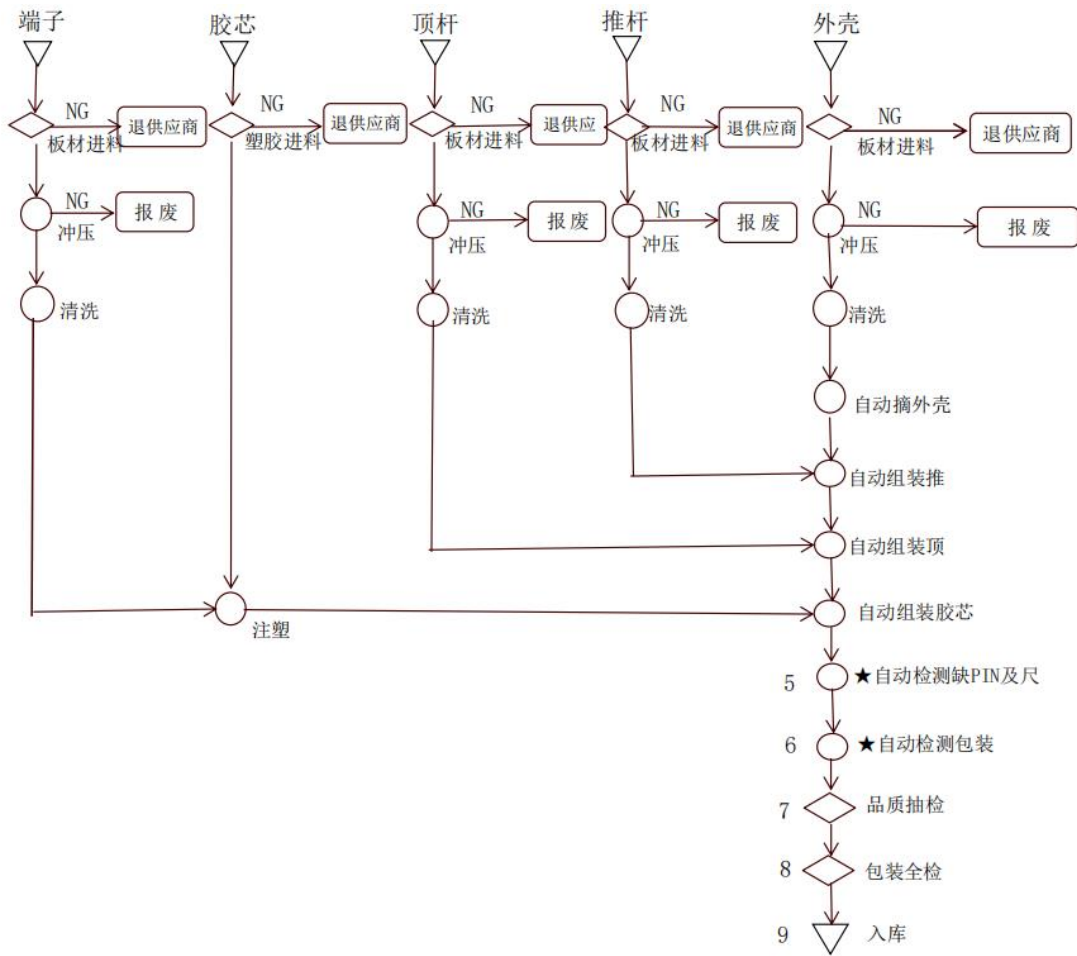 端子
胶芯
顶杆
推杆
外壳
NG
退供应商
板材进料
NG
退供应商
塑胶进料
NG
退供应
板材进料
NG
退供应商
板材进料
NG
退供应商
板材进料
NG
报 废
冲压
NG
报 废
冲压
NG
报 废
冲压
NG
报 废
冲压
清洗
清洗
清洗
清洗
自动摘外壳
自动组装推
自动组装顶
自动组装胶芯
注塑
5 ★自动检测缺PIN及尺
6 ★自动检测包装
7 品质抽检
8 包装全检
9 入库